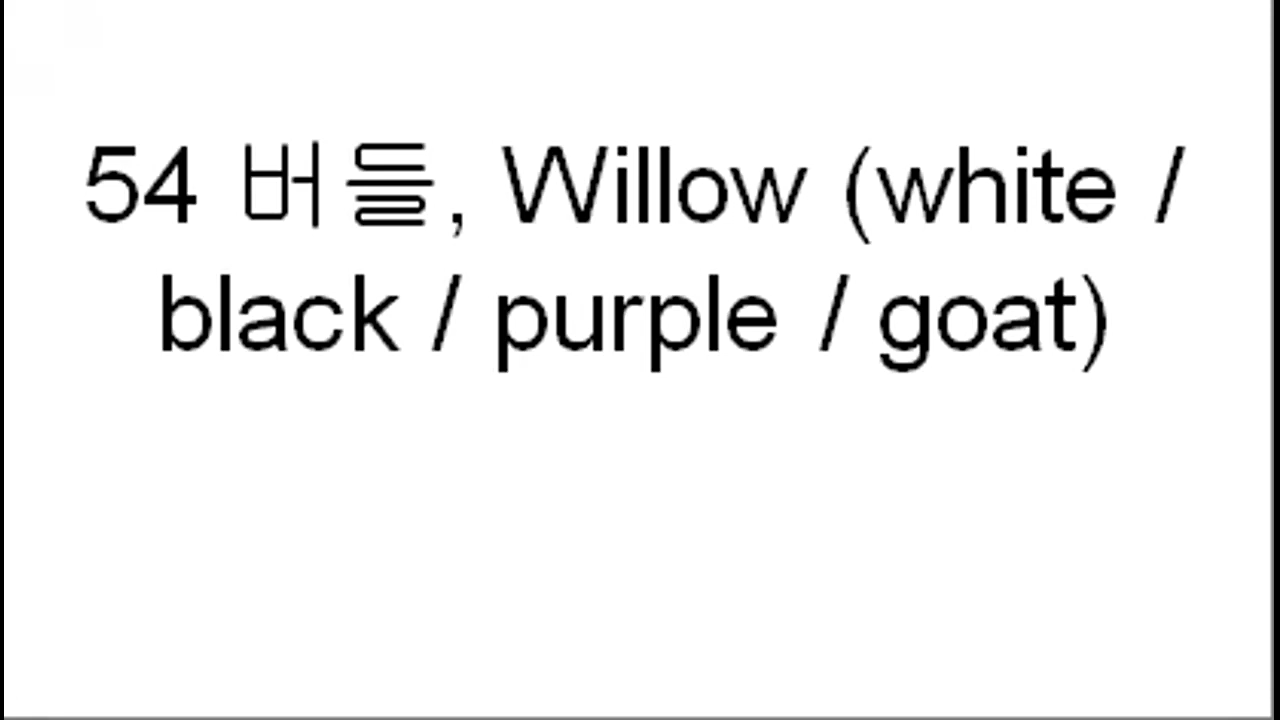 54 버들, Willow (white /
black / purple / goat)